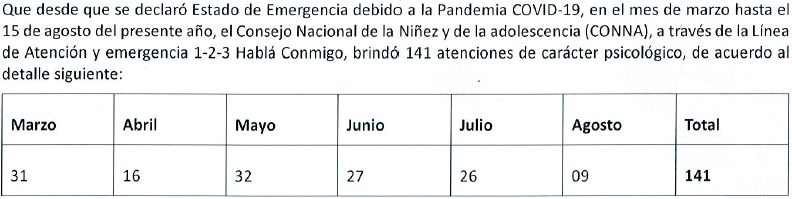 Que desde que se declaró Estado de Emergencia debido a la Pandemia COVID-19, en el mes de marzo hasta el
15 de agosto del presente año, el Consejo Nacional de la Niñez y de la adolescencia (CONNA), a través de la Línea
de Atención y emergencia 1-2-3 Hablá Conmigo, brindó 141 atenciones de carácter psicológico, de acuerdo al
detalle siguiente:
Marzo Abril Mayo Junio Julio Agosto Total
31 16 32 27 26 09 141